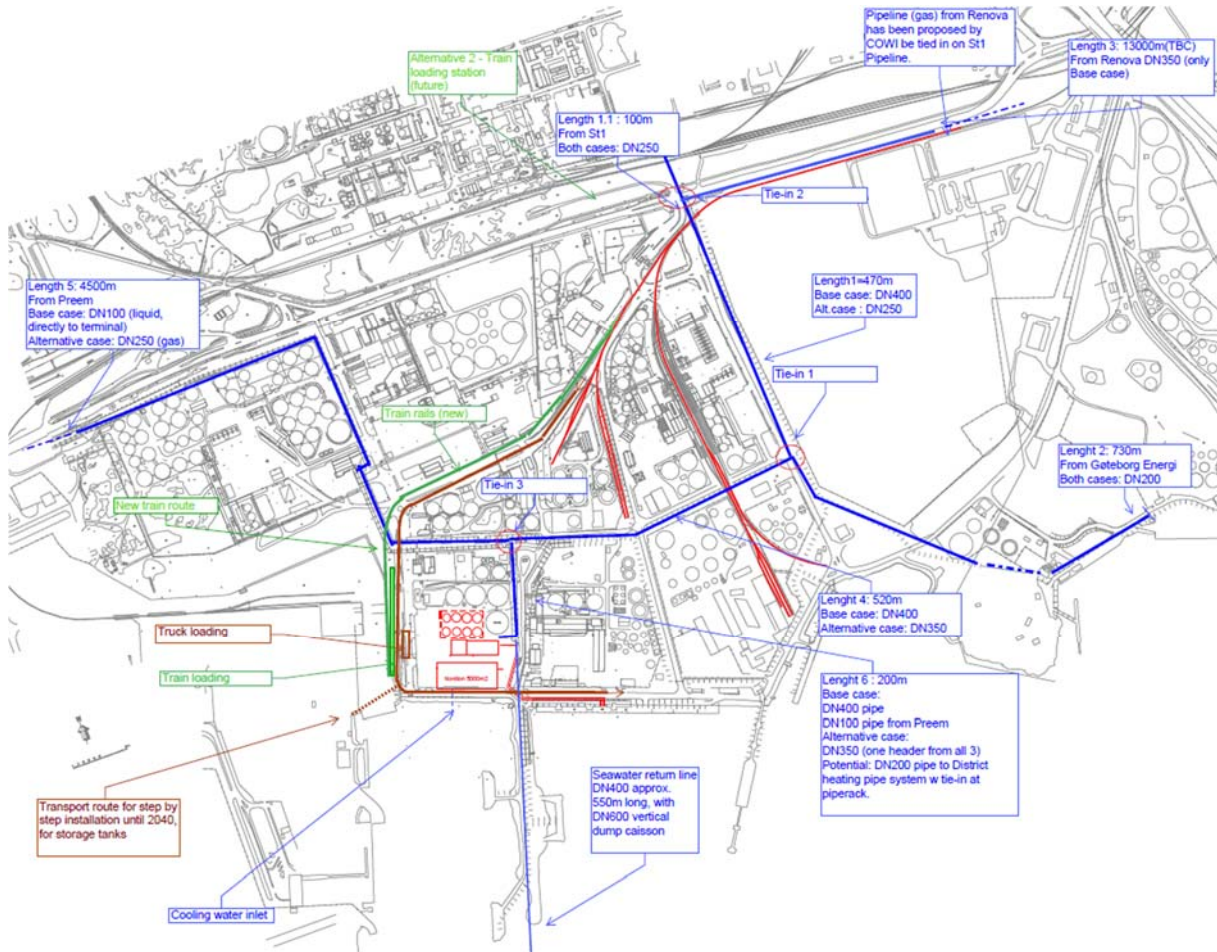 Pipeline (gas) from Renova
has been proposed by
COWI be tied in on St1
Pipeline.
Length 3: 13000m(TBC)
From Renova DN350 (only
Base case)
Alternative 2 - Train
loading station
(future)
Length 1.1 : 100m
From St1
Both cases: DN250
Tie-in 2
Length 5: 4500m
From Preem
Base case: DN100 (liquid,
directly to terminal)
Alternative case: DN250 (gas)
Length1=470m
Base case: DN400
Alt.case : DN250
Tie-in 1
Train rails (new)
Lenght 2: 730m
From Gøteborg Energi
Both cases: DN200
Tie-in 3
New train route
Lenght 4: 520m
Base case: DN400
Alternative case: DN350
Truck loading
Train loading
Lenght 6 : 200m
Base case:
DN400 pipe
DN100 pipe from Preem
Alternative case:
DN350 (one header from all 3)
Potential: DN200 pipe to District
heating pipe system w tie-in at
piperack.
Seawater return line
DN400 approx.
550m long, with
DN600 vertical
dump caisson
Transport route for step by
step installation until 2040,
for storage tanks
Cooling water inlet